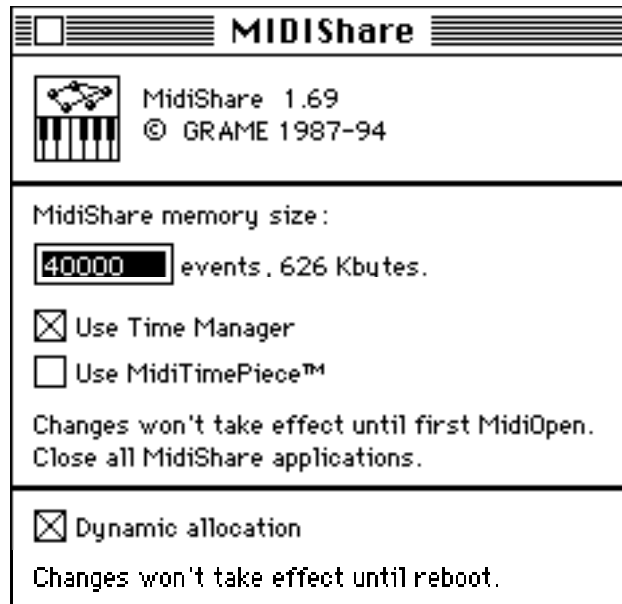 MIDIShare
MidiShare 1.69
© GRAME 1987-94
MidiShare memory size:
40000 events, 626 Kbytes.
Use Time Manager
Use MidiTimePiece™
Changes won't take effect until first MidiOpen.
Close all MidiShare applications.
Dynamic allocation
Changes won't take effect until reboot.